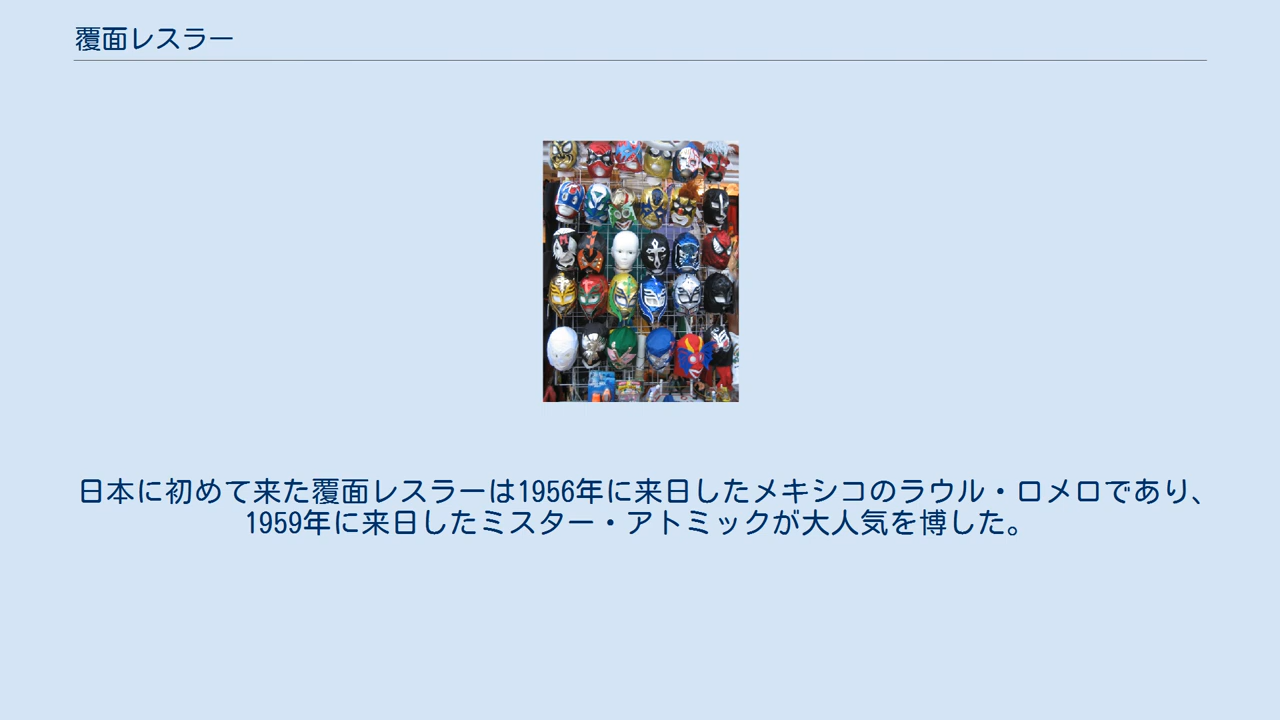 覆面レスラー
日本に初めて来た覆面レスラーは1956年に来日したメキシコのラウル・ロメロであり、
1959年に来日したミスター・アトミックが大人気を博した。